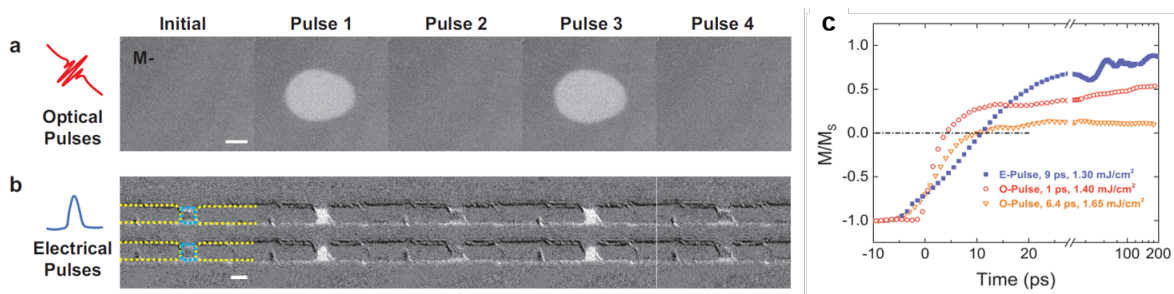 Initial Pulse 1 Pulse 2 Pulse 3 Pulse 4
a
M-
Optical
Pulses
b
Electrical
Pulses
c
M/Ms
1.0
0.5
0.0
-0.5
-1.0
E-Pulse, 9 ps, 1.30 mJ/cm²
O-Pulse, 1 ps, 1.40 mJ/cm²
O-Pulse, 6.4 ps, 1.65 mJ/cm²
-10 0 10 20 100 200
Time (ps)